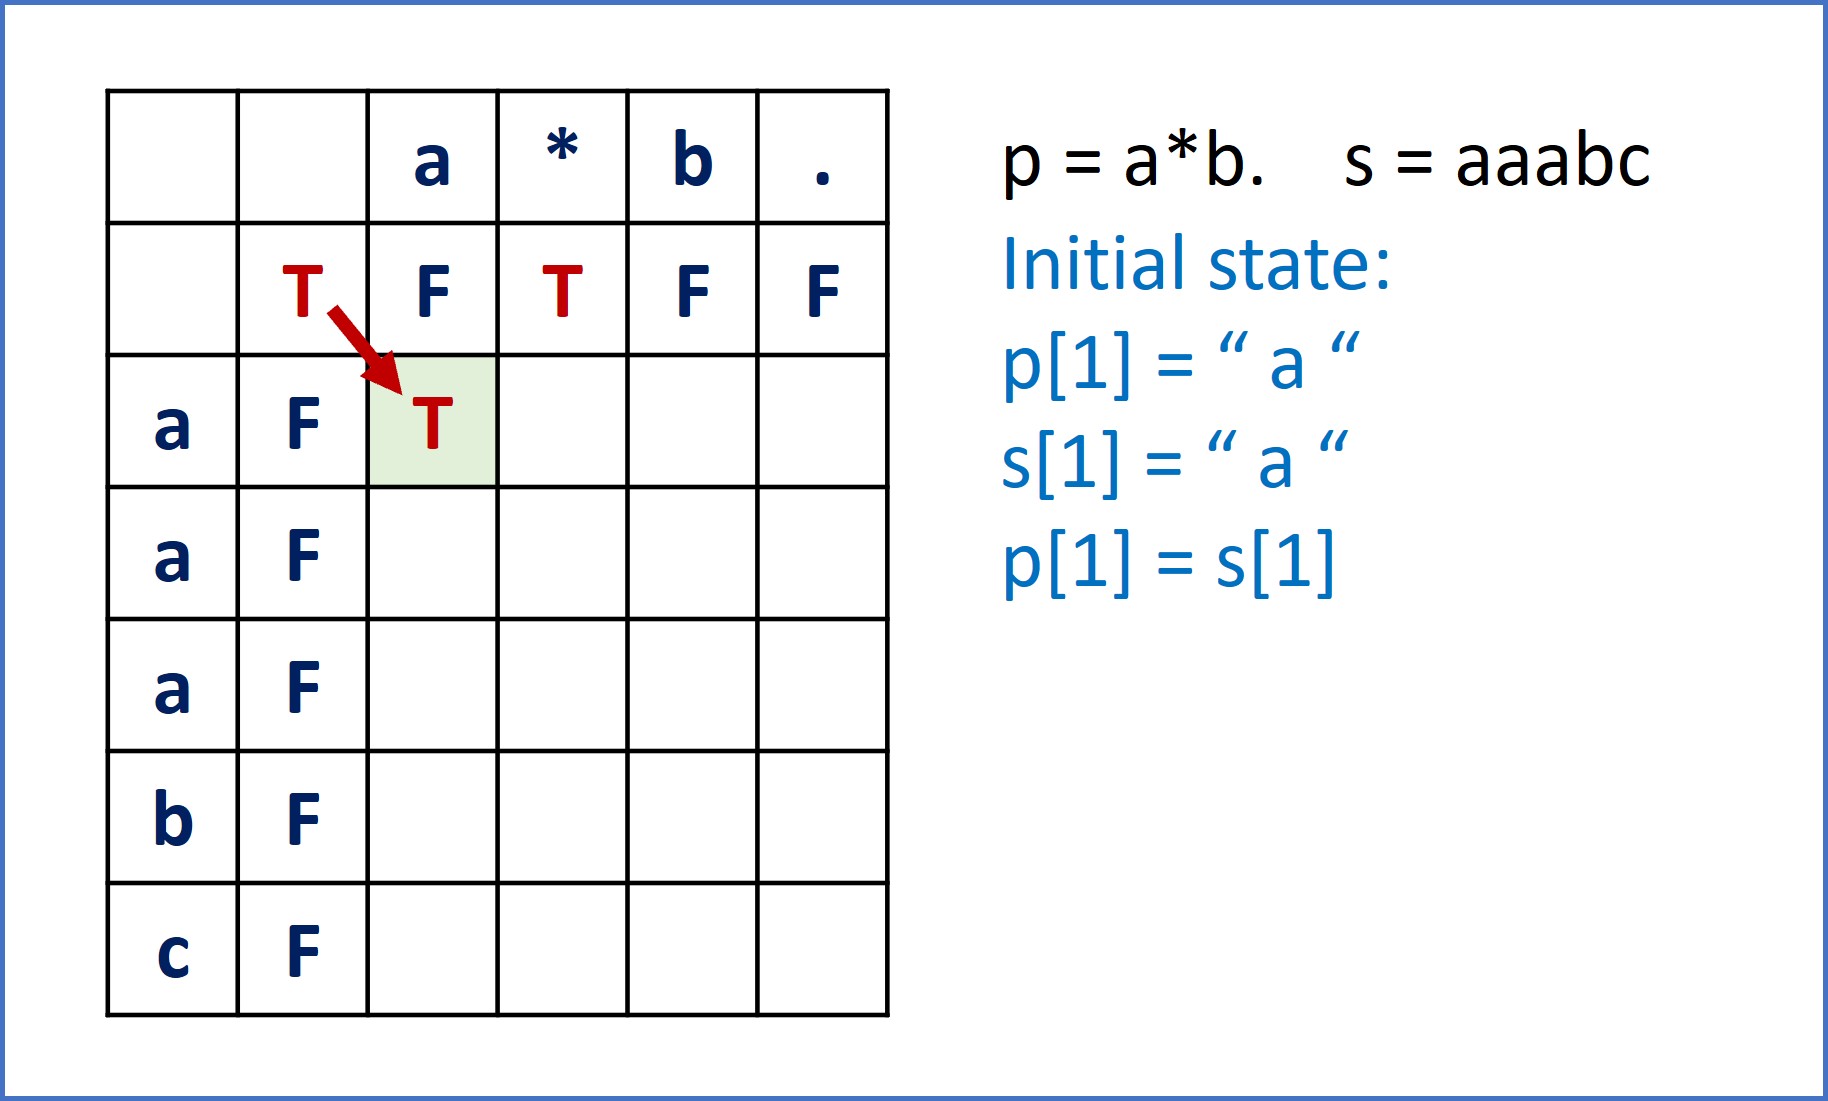 a * b .
T F T F F
a F T
a F
a F
b F
c F
p = a*b. s = aaabc
Initial state:
p[1] = “ a “
s[1] = “ a “
p[1] = s[1]